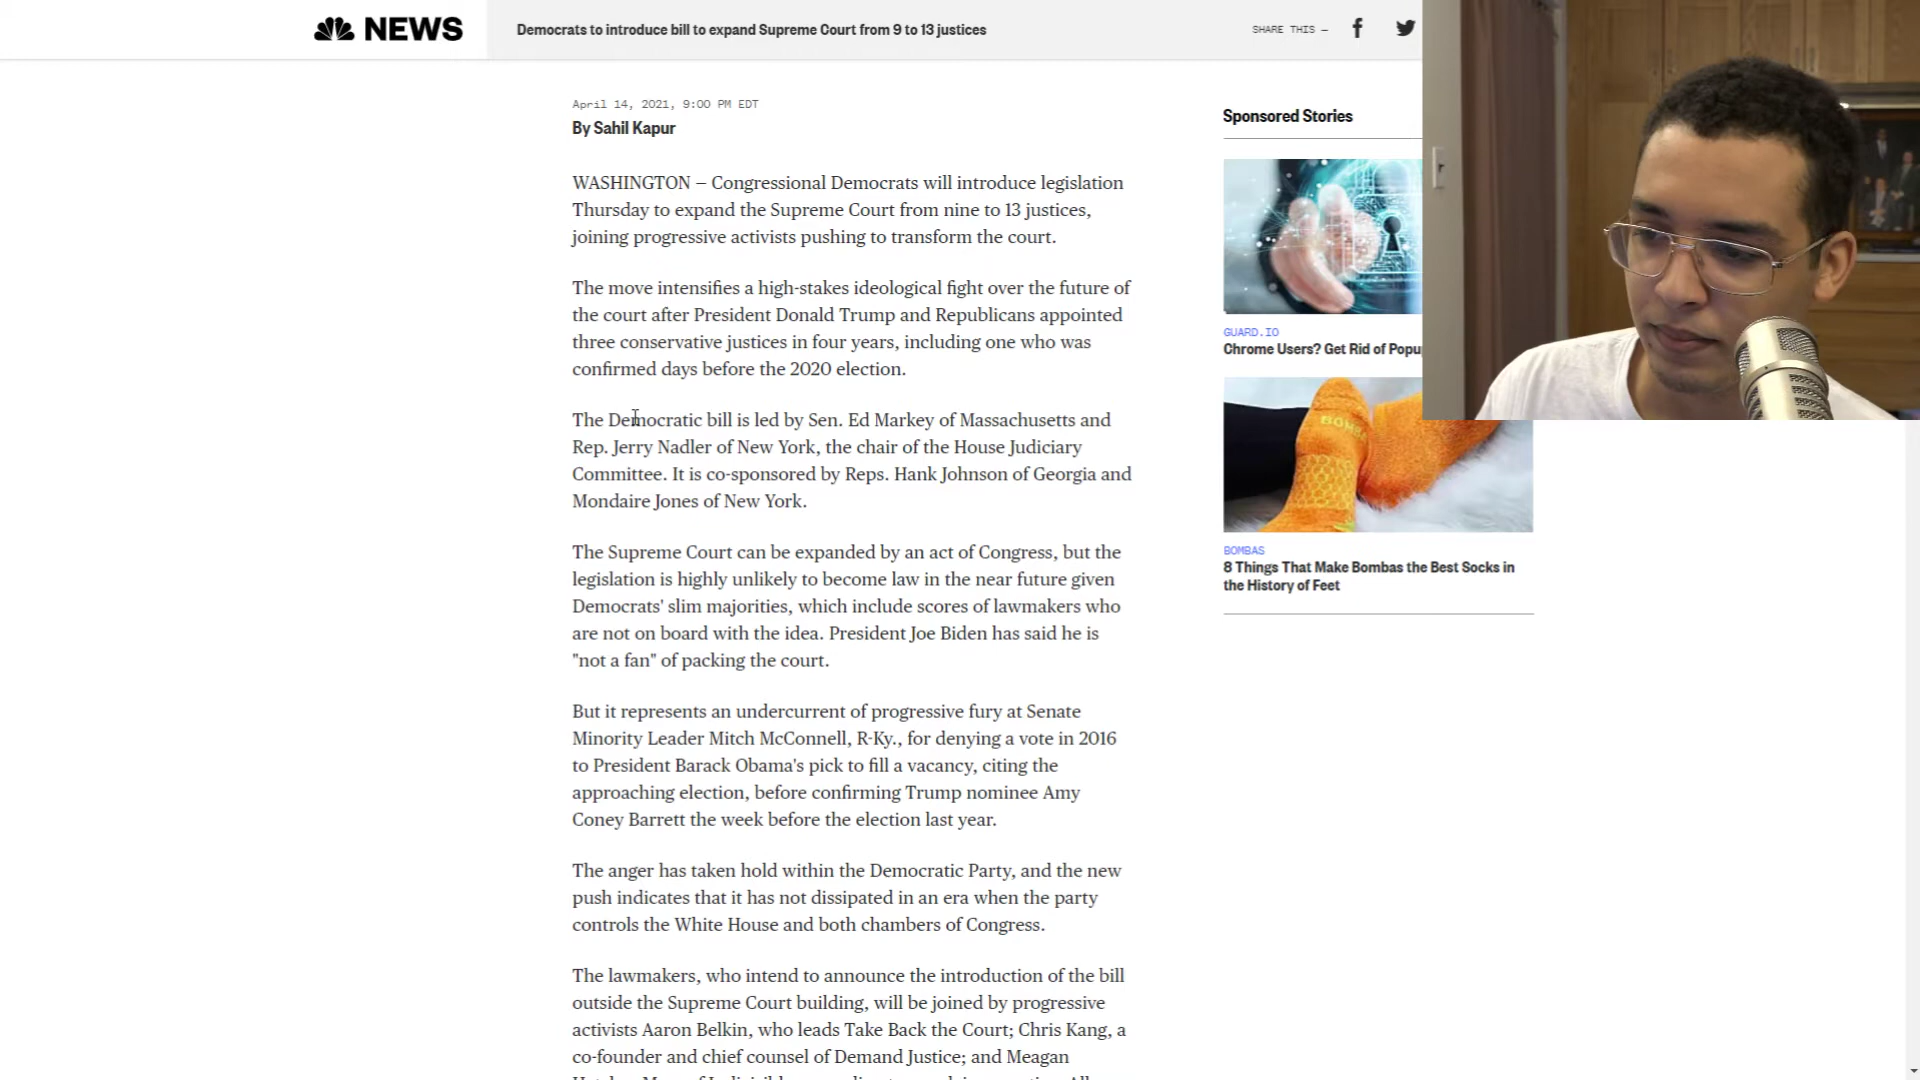 NEWS
Democrats to introduce bill to expand Supreme Court from 9 to 13 justices
SHARE THIS —
April 14, 2021, 9:00 PM EDT
By Sahil Kapur
WASHINGTON — Congressional Democrats will introduce legislation
Thursday to expand the Supreme Court from nine to 13 justices,
joining progressive activists pushing to transform the court.
The move intensifies a high-stakes ideological fight over the future of
the court after President Donald Trump and Republicans appointed
three conservative justices in four years, including one who was
confirmed days before the 2020 election.
The Democratic bill is led by Sen. Ed Markey of Massachusetts and
Rep. Jerry Nadler of New York, the chair of the House Judiciary
Committee. It is co-sponsored by Reps. Hank Johnson of Georgia and
Mondaire Jones of New York.
The Supreme Court can be expanded by an act of Congress, but the
legislation is highly unlikely to become law in the near future given
Democrats' slim majorities, which include scores of lawmakers who
are not on board with the idea. President Joe Biden has said he is
"not a fan" of packing the court.
But it represents an undercurrent of progressive fury at Senate
Minority Leader Mitch McConnell, R-Ky., for denying a vote in 2016
to President Barack Obama's pick to fill a vacancy, citing the
approaching election, before confirming Trump nominee Amy
Coney Barrett the week before the election last year.
The anger has taken hold within the Democratic Party, and the new
push indicates that it has not dissipated in an era when the party
controls the White House and both chambers of Congress.
The lawmakers, who intend to announce the introduction of the bill
outside the Supreme Court building, will be joined by progressive
activists Aaron Belkin, who leads Take Back the Court; Chris Kang, a
co-founder and chief counsel of Demand Justice; and Meagan
Sponsored Stories
GUARD.IO
Chrome Users? Get Rid of Popu
BOMBAS
8 Things That Make Bombas the Best Socks in
the History of Feet